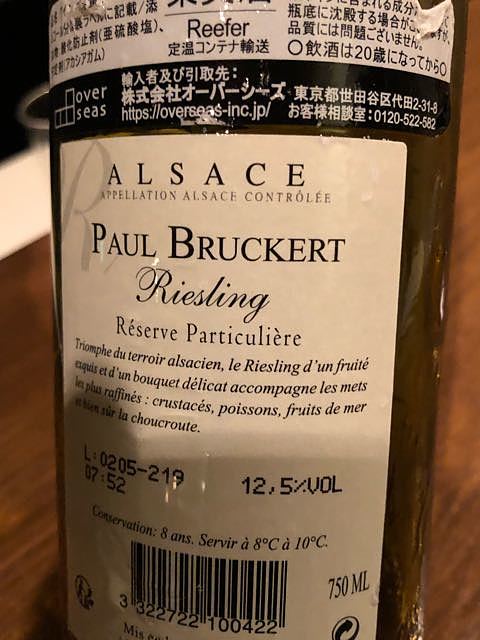 瓶底に沈殿する場合が
Reefer
品質には問題ございません。
定温コンテナ輸送
○飲酒は20歳になってから○
over
seas
輸入者及び引取先:
株式会社オーバーシーズ 東京都世田谷区代田2-31-8
https://overseas-inc.jp/ お客様相談室:0120-522-582
ALSACE
APPELLATION ALSACE CONTRÔLÉE
PAUL BRUCKERT
Riesling
Réserve Particulière
Triomphe du terroir alsacien, le Riesling d'un fruité
exquis et d'un bouquet délicat accompagne les mets
les plus raffinés : crustacés, poissons, fruits de mer
et bien sûr la choucroute.
L:0205-219
07:52
12,5%VOL
Conservation: 8 ans. Servir à 8°C à 10°C.
750 ML
3 322722 100422
Mis en